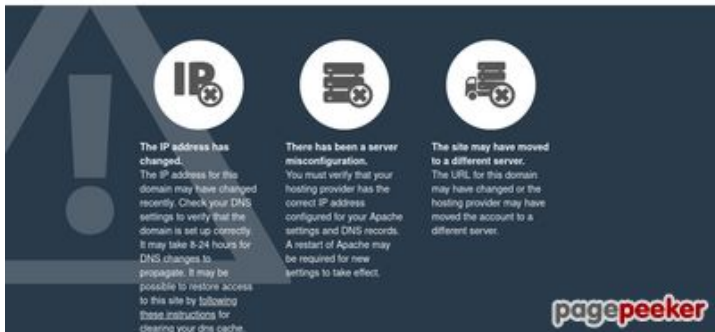 IP
The IP address has
changed.
The IP address for this
domain may have changed
recently. Check your DNS
settings to verify that the
domain is set up correctly.
It may take 8-24 hours for
DNS changes to
propagate. It may be
possible to restore access
to this site by following
these instructions for
clearing your dns cache.
There has been a server
misconfiguration.
You must verify that your
hosting provider has the
correct IP address
configured for your Apache
settings and DNS records.
A restart of Apache may
be required for new
settings to take effect.
The site may have moved
to a different server.
The URL for this domain
may have changed or the
hosting provider may have
moved the account to a
different server.
pagepeeker